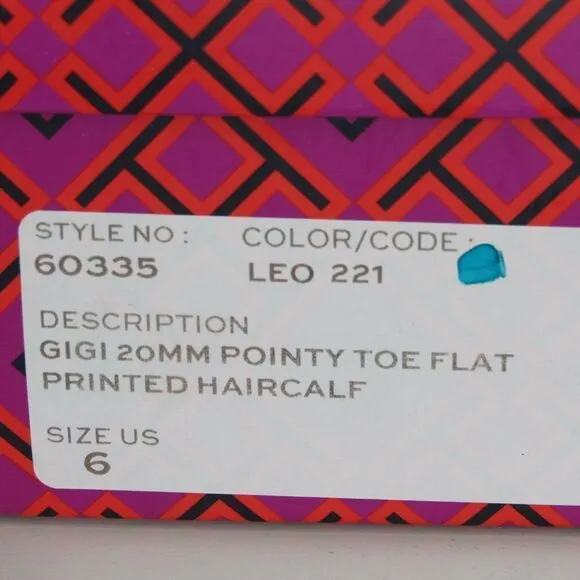 STYLE NO : COLOR/CODE :
60335 LEO 221
DESCRIPTION
GIGI 20MM POINTY TOE FLAT
PRINTED HAIRCALF
SIZE US
6